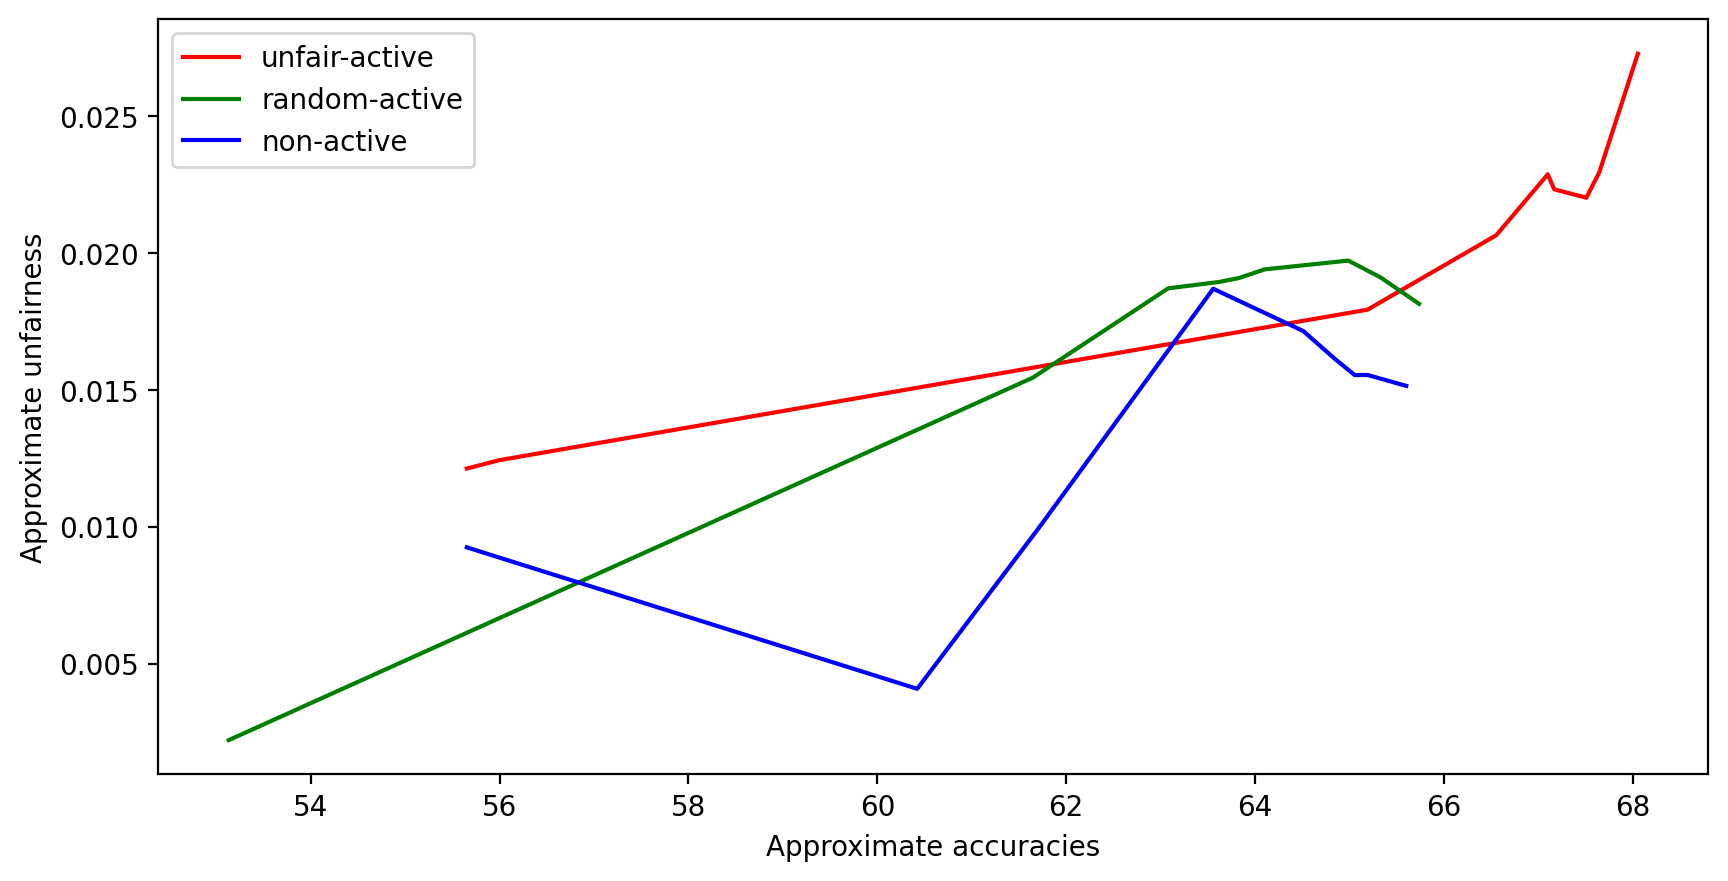 unfair-active
random-active
non-active
0.025
0.020
0.015
0.010
0.005
Approximate unfairness
54 56 58 60 62 64 66 68
Approximate accuracies